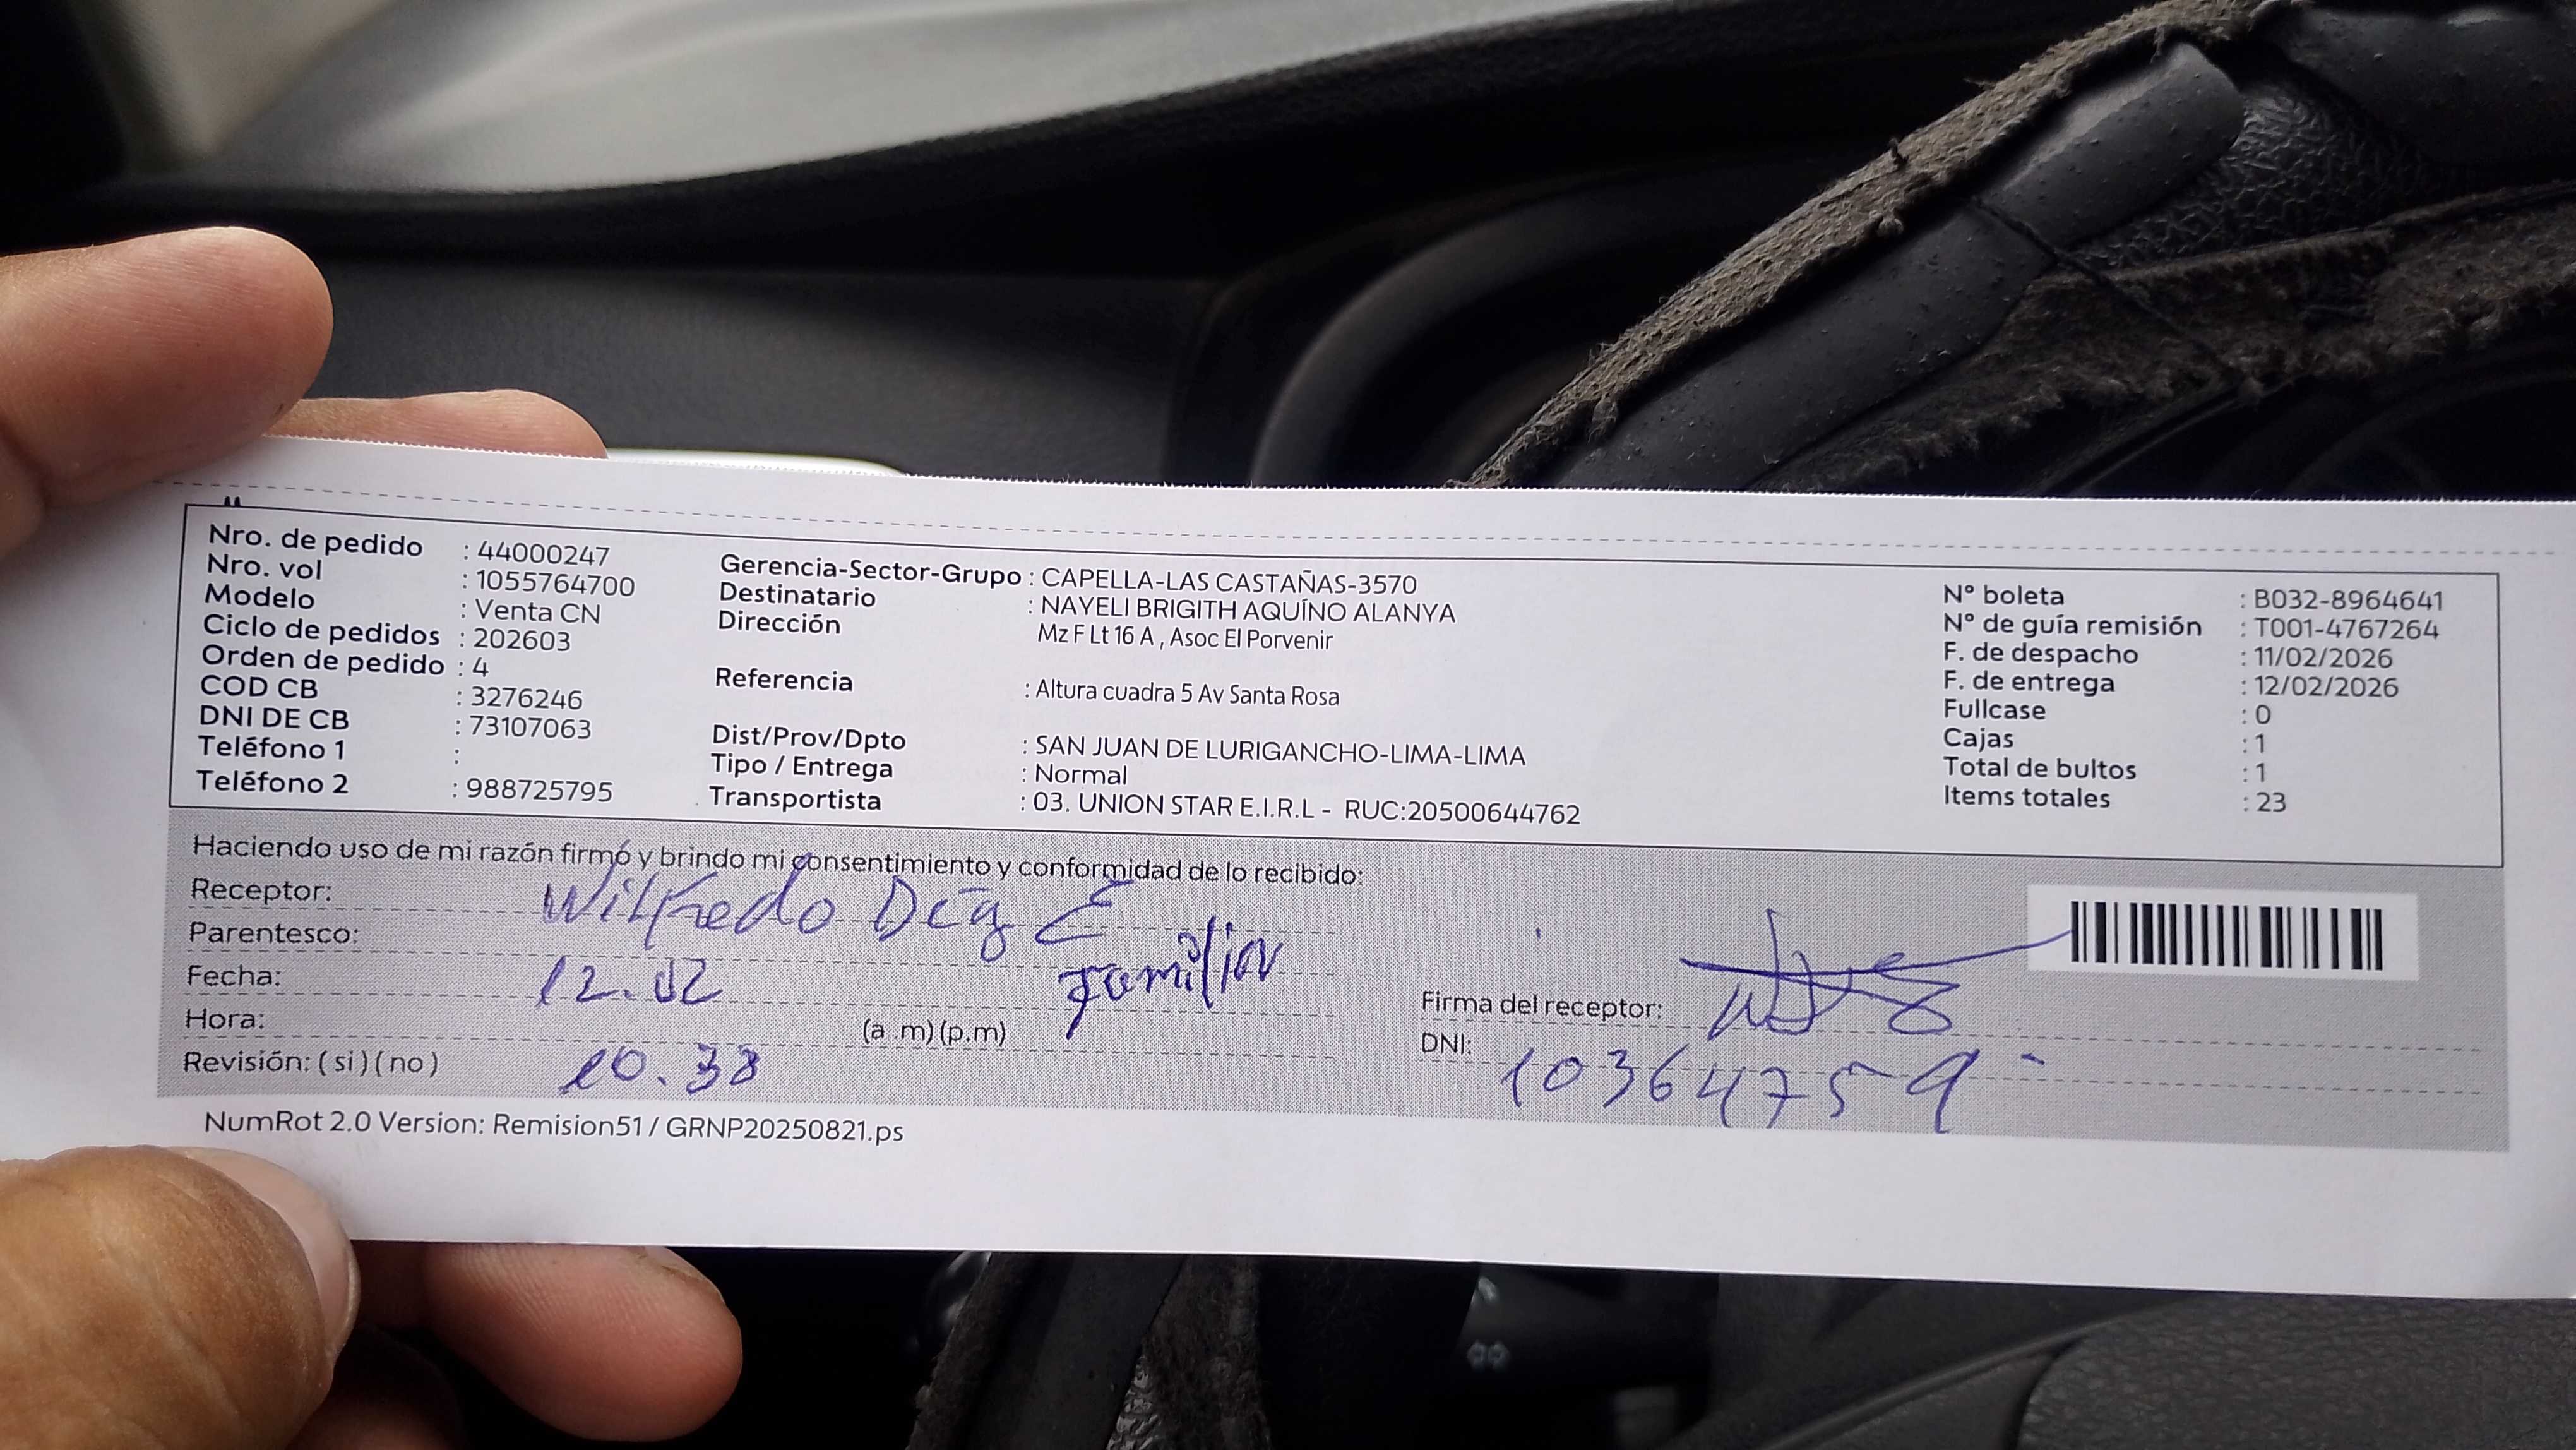 Nro. de pedido : 44000247
Nro. vol : 1055764700
Modelo : Venta CN
Ciclo de pedidos : 202603
Orden de pedido : 4
COD CB : 3276246
DNI DE CB : 73107063
Teléfono 1 :
Teléfono 2 : 988725795
Gerencia-Sector-Grupo : CAPELLA-LAS CASTAÑAS-3570
Destinatario : NAYELI BRIGITH AQUÍNO ALANYA
Dirección Mz F Lt 16 A , Asoc El Porvenir
Referencia : Altura cuadra 5 Av Santa Rosa
Dist/Prov/Dpto : SAN JUAN DE LURIGANCHO-LIMA-LIMA
Tipo / Entrega : Normal
Transportista : 03. UNION STAR E.I.R.L - RUC:20500644762
N° boleta : B032-8964641
N° de guía remisión : T001-4767264
F. de despacho : 11/02/2026
F. de entrega : 12/02/2026
Fullcase : 0
Cajas : 1
Total de bultos : 1
Items totales : 23
Haciendo uso de mi razón firmo y brindo mi consentimiento y conformidad de lo recibido:
Receptor: Wilfredo E
Parentesco: Familia
Fecha: 12.02
Hora: (a .m) (p.m)
Revisión: ( si ) ( no ) 10.38
Firma del receptor:
DNI: 10364759
NumRot 2.0 Version: Remision51 / GRNP20250821.ps